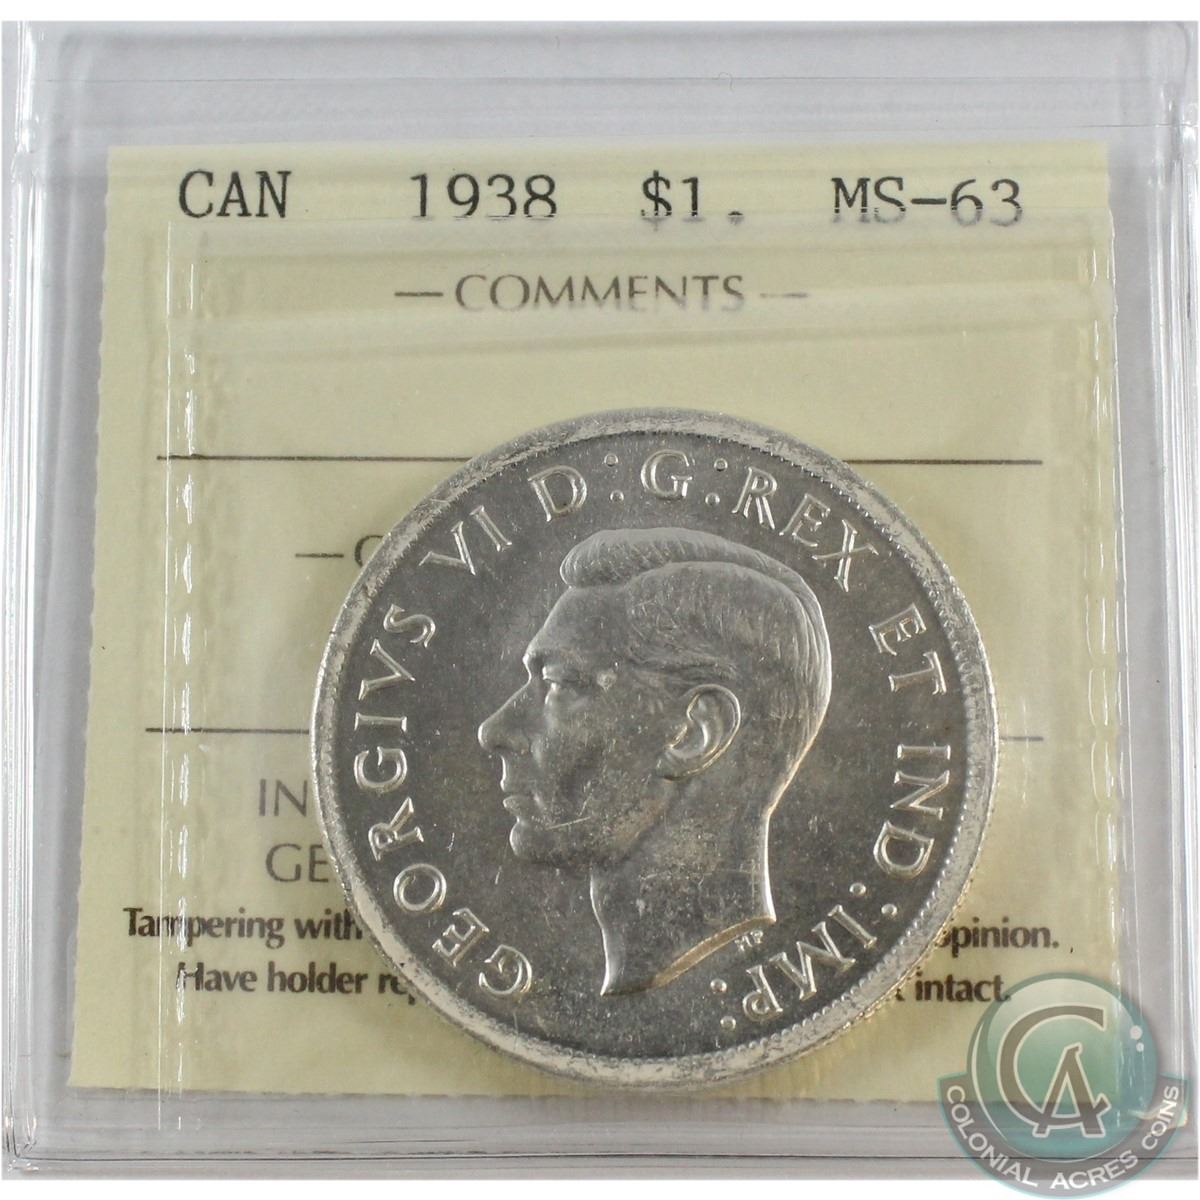 CAN 1938 $1. MS-63
— COMMENTS —
GEORGIVS VI D:G:REX ET IND:IMP:
HP
IN
GE
Tampering with opinion.
Have holder intact.
CA
COLONIAL ACRES COINS